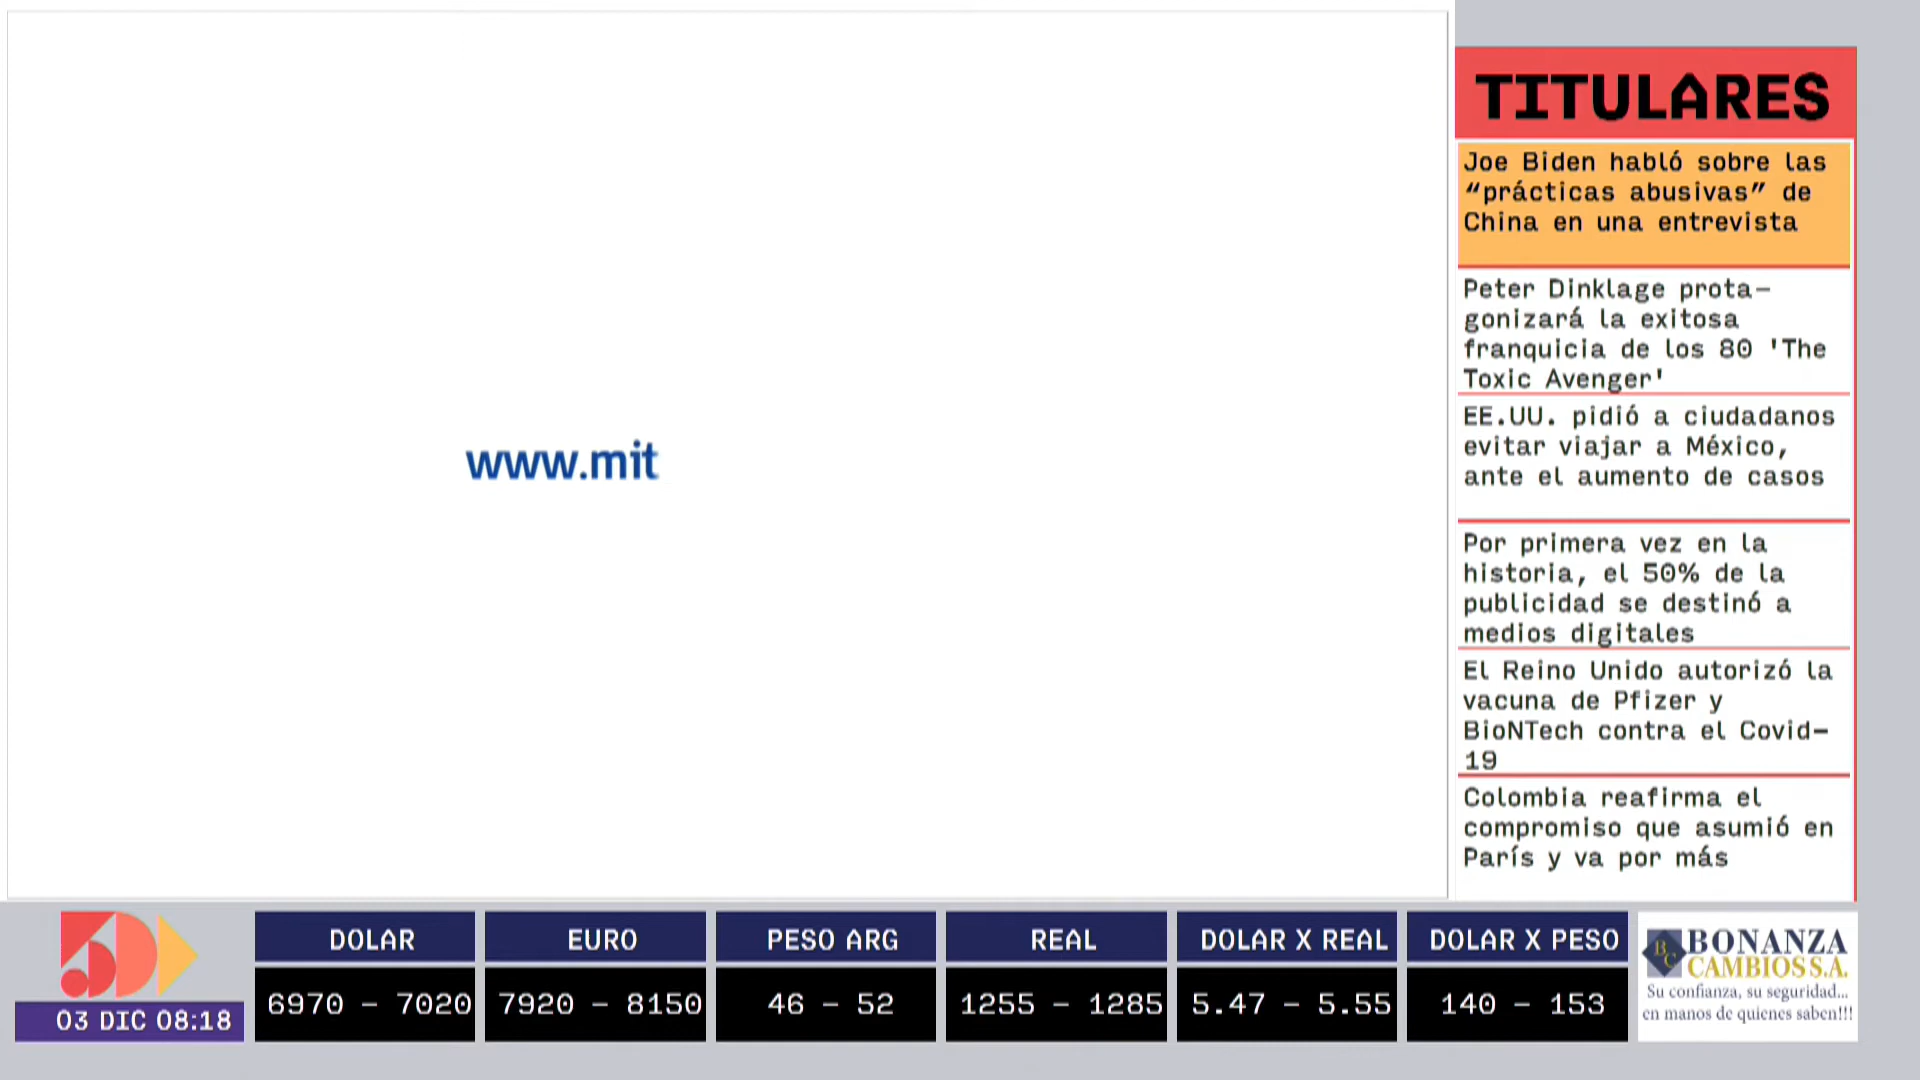 www.mit
TITULARES
Joe Biden habló sobre las
“prácticas abusivas” de
China en una entrevista
Peter Dinklage prota-
gonizará la exitosa
franquicia de los 80 'The
Toxic Avenger'
EE.UU. pidió a ciudadanos
evitar viajar a México,
ante el aumento de casos
Por primera vez en la
historia, el 50% de la
publicidad se destinó a
medios digitales
El Reino Unido autorizó la
vacuna de Pfizer y
BioNTech contra el Covid-
19
Colombia reafirma el
compromiso que asumió en
París y va por más
03 DIC 08:18
DOLAR
6970 - 7020
EURO
7920 - 8150
PESO ARG
46 - 52
REAL
1255 - 1285
DOLAR X REAL
5.47 - 5.55
DOLAR X PESO
140 - 153
BC
BONANZA
CAMBIOS S.A.
Su confianza, su seguridad...
en manos de quienes saben!!!